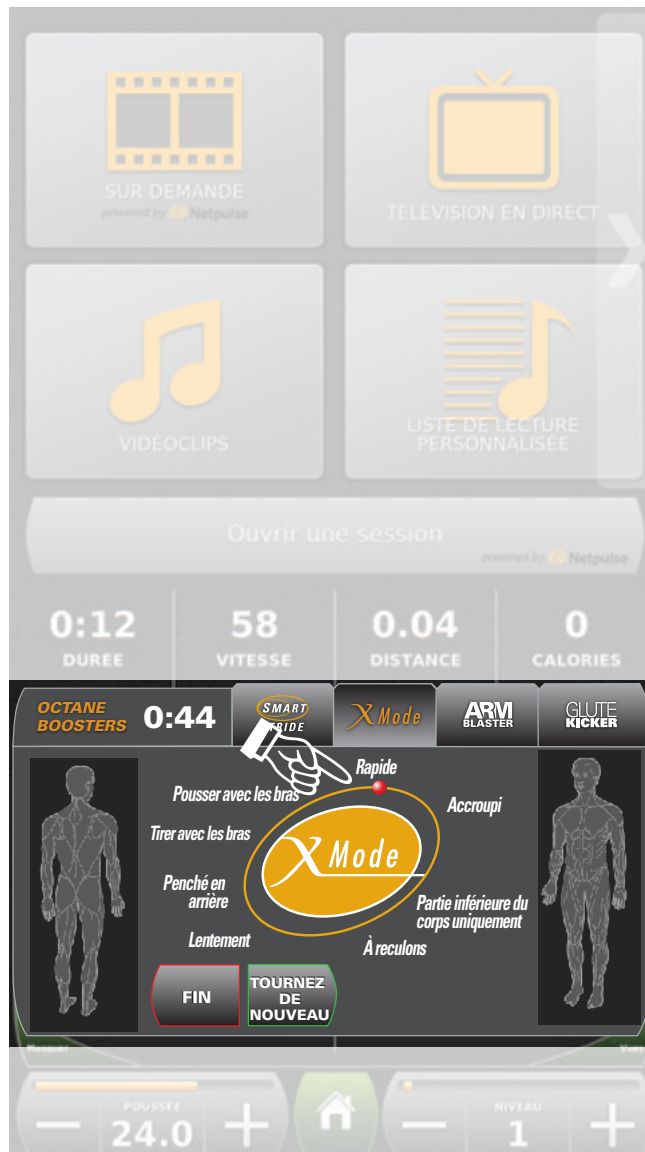 SUR DEMANDE
powered by Netpulse
TÉLÉVISION EN DIRECT
VIDÉOCLIPS
LISTE DE LECTURE
PERSONNALISÉE
Ouvrir une session
powered by Netpulse
0:12 58 0.04 0
DURÉE VITESSE DISTANCE CALORIES
OCTANE
BOOSTERS
0:44
SMART
X Mode
ARM
BLASTER
GLUTE
KICKER
Rapide
Pousser avec les bras
Accroupi
Tirer avec les bras
X Mode
Penché en
arrière
Partie inférieure du
corps uniquement
Lentement
À reculons
FIN
TOURNEZ
DE
NOUVEAU
Masquer
Vues
POUSSÉE
24.0
NIVEAU
1